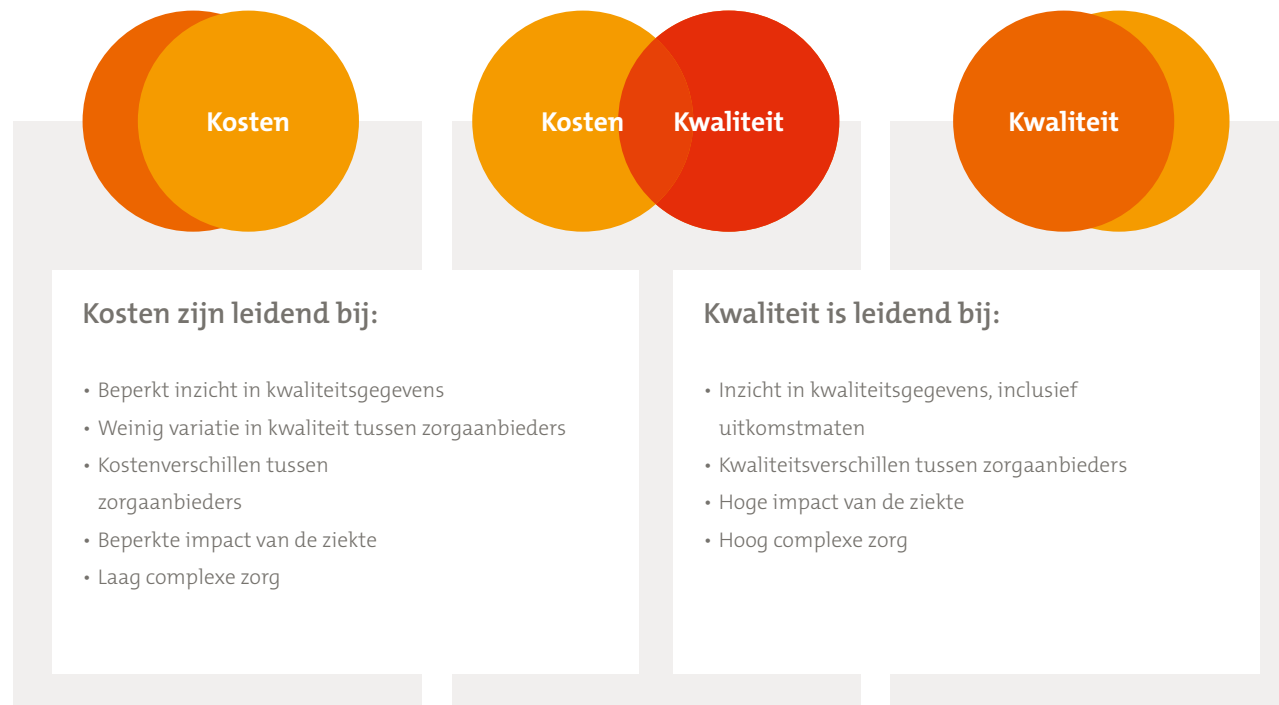 Kosten
Kosten
Kwaliteit
Kwaliteit
Kosten zijn leidend bij:
• Beperkt inzicht in kwaliteitsgegevens
• Weinig variatie in kwaliteit tussen zorgaanbieders
• Kostenverschillen tussen
zorgaanbieders
• Beperkte impact van de ziekte
• Laag complexe zorg
Kwaliteit is leidend bij:
• Inzicht in kwaliteitsgegevens, inclusief
uitkomstmaten
• Kwaliteitsverschillen tussen zorgaanbieders
• Hoge impact van de ziekte
• Hoog complexe zorg